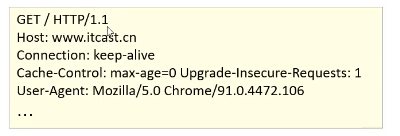 GET / HTTP/1.1
Host: www.itcast.cn
Connection: keep-alive
Cache-Control: max-age=0 Upgrade-Insecure-Requests: 1
User-Agent: Mozilla/5.0 Chrome/91.0.4472.106
...